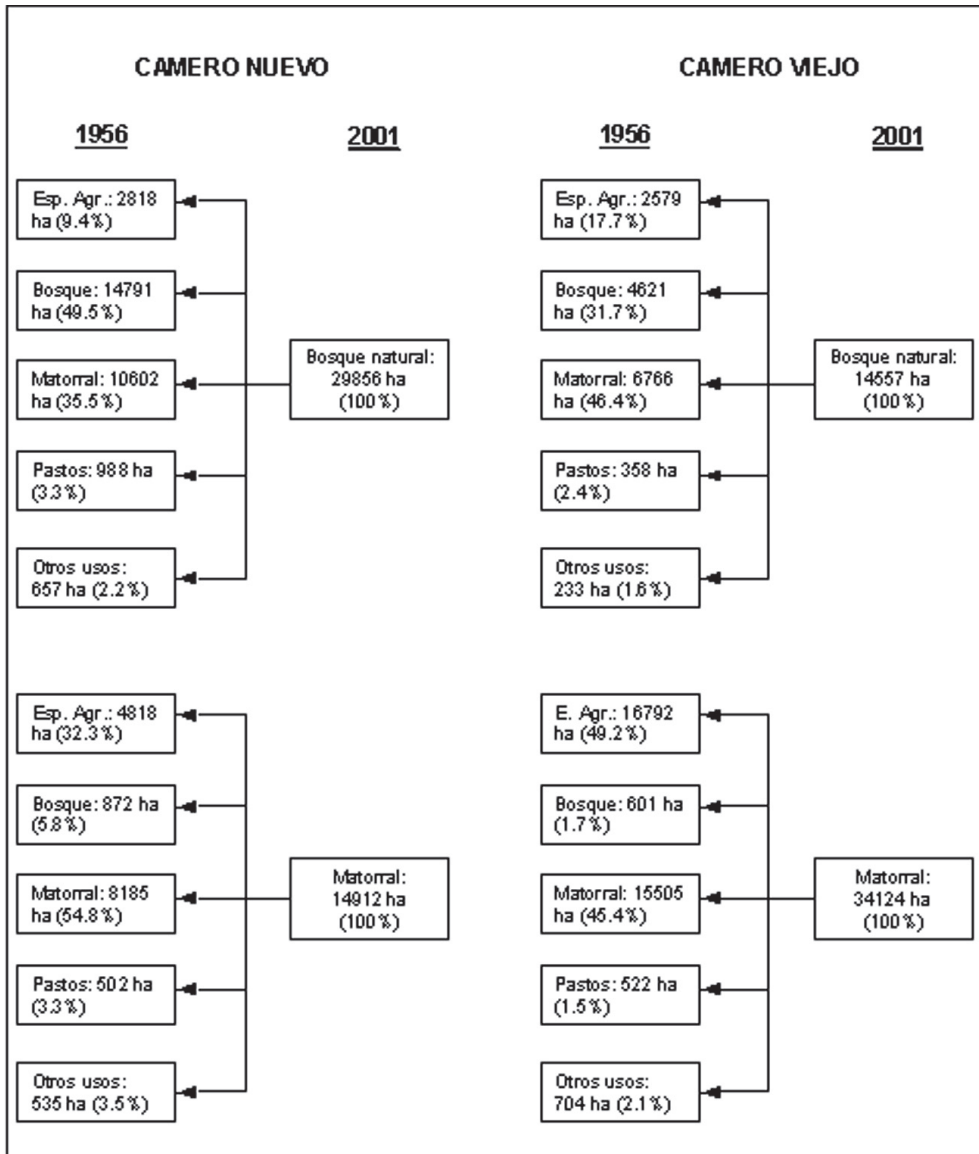 CAMERO NUEVO
1956
2001
Esp. Agr.: 2818
ha (9.4%)
Bosque: 14791
ha (49.5%)
Matorral: 10602
ha (35.5%)
Pastos: 988 ha
(3.3%)
Otros usos:
657 ha (2.2%)
Bosque natural:
29856 ha
(100%)
Esp. Agr.: 4818
ha (32.3%)
Bosque: 872 ha
(5.8%)
Matorral: 8185
ha (54.8%)
Pastos: 502 ha
(3.3%)
Otros usos:
535 ha (3.5%)
Matorral:
14912 ha
(100%)
CAMERO VIEJO
1956
2001
Esp. Agr.: 2579
ha (17.7%)
Bosque: 4621
ha (31.7%)
Matorral: 6766
ha (46.4%)
Pastos: 358 ha
(2.4%)
Otros usos:
233 ha (1.6%)
Bosque natural:
14557 ha
(100%)
E. Agr.: 16792
ha (49.2%)
Bosque: 601 ha
(1.7%)
Matorral: 15505
ha (45.4%)
Pastos: 522 ha
(1.5%)
Otros usos:
704 ha (2.1%)
Matorral:
34124 ha
(100%)